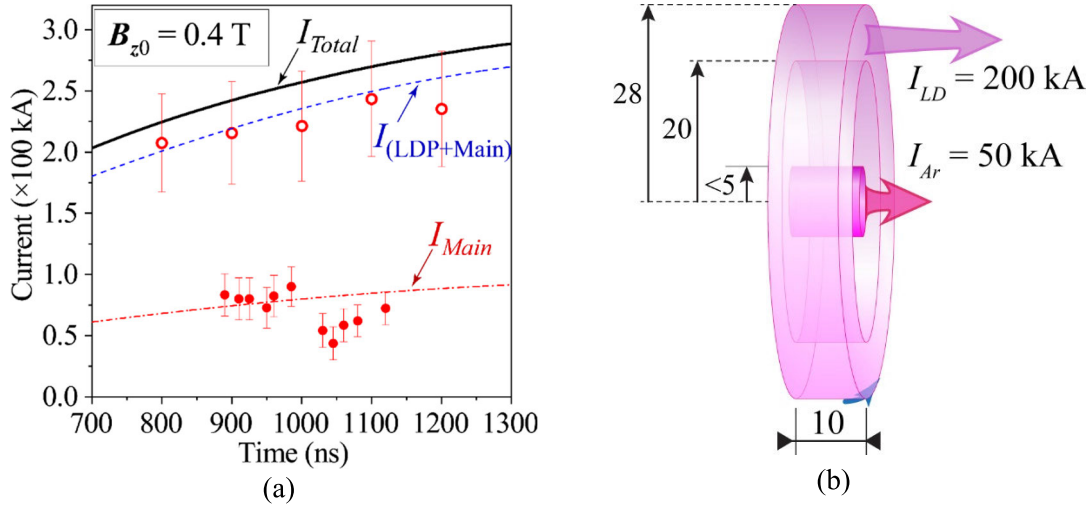 B_z0 = 0.4 T
I_Total
I_(LDP+Main)
I_Main
3.0
2.5
2.0
1.5
1.0
0.5
0.0
Current (×100 kA)
700 800 900 1000 1100 1200 1300
Time (ns)
(a)
28
20
<5
10
I_LD = 200 kA
I_Ar = 50 kA
(b)